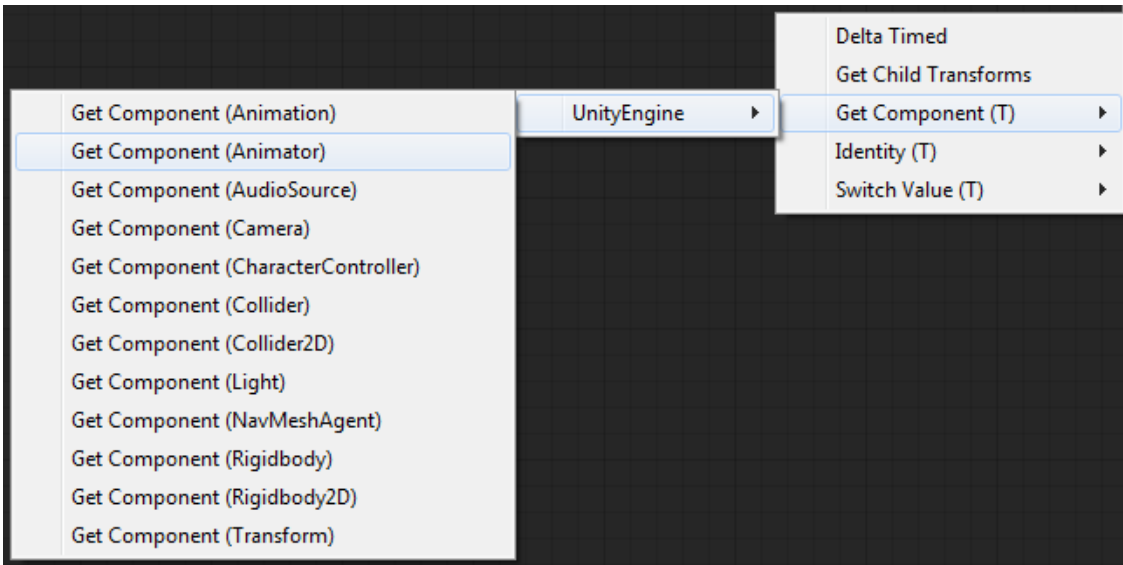 Delta Timed
Get Child Transforms
Get Component (T)
Identity (T)
Switch Value (T)
UnityEngine
Get Component (Animation)
Get Component (Animator)
Get Component (AudioSource)
Get Component (Camera)
Get Component (CharacterController)
Get Component (Collider)
Get Component (Collider2D)
Get Component (Light)
Get Component (NavMeshAgent)
Get Component (Rigidbody)
Get Component (Rigidbody2D)
Get Component (Transform)